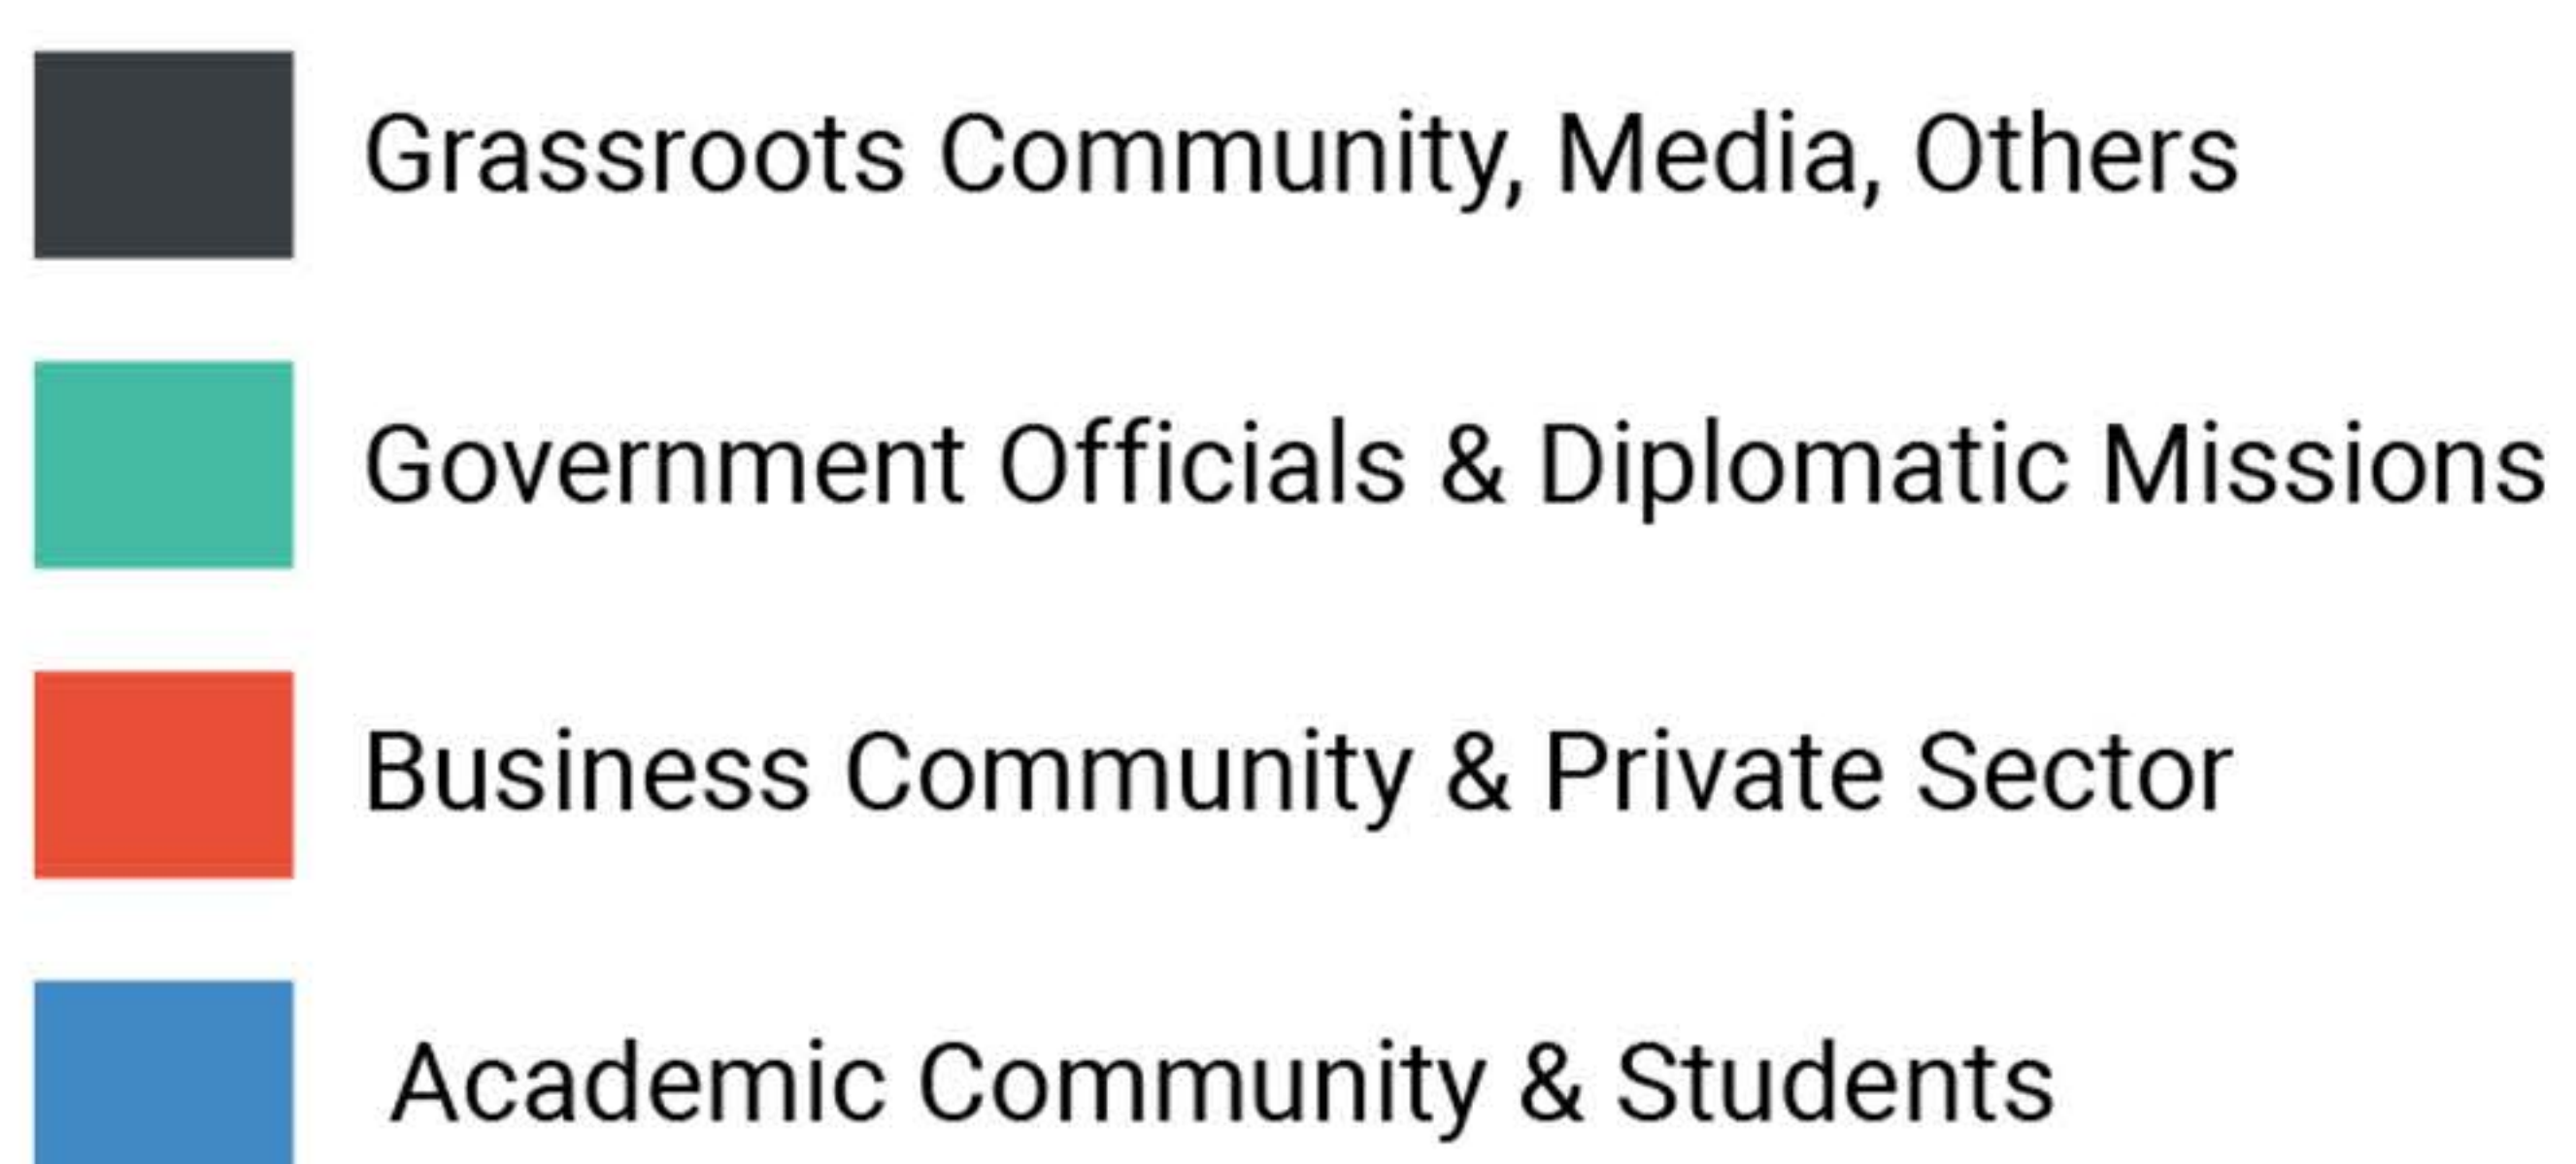 Grassroots Community, Media, Others
Government Officials & Diplomatic Missions
Business Community & Private Sector
Academic Community & Students